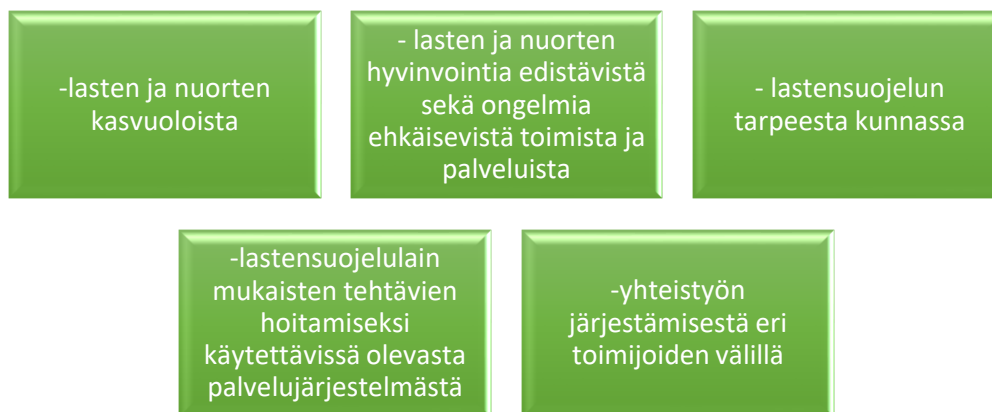 -lasten ja nuorten
kasvuoloista
- lasten ja nuorten
hyvinvointia edistävistä
sekä ongelmia
ehkäisevistä toimista ja
palveluista
- lastensuojelun
tarpeesta kunnassa
-lastensuojelulain
mukaisten tehtävien
hoitamiseksi
käytettävissä olevasta
palvelujärjestelmästä
-yhteistyön
järjestämisestä eri
toimijoiden välillä